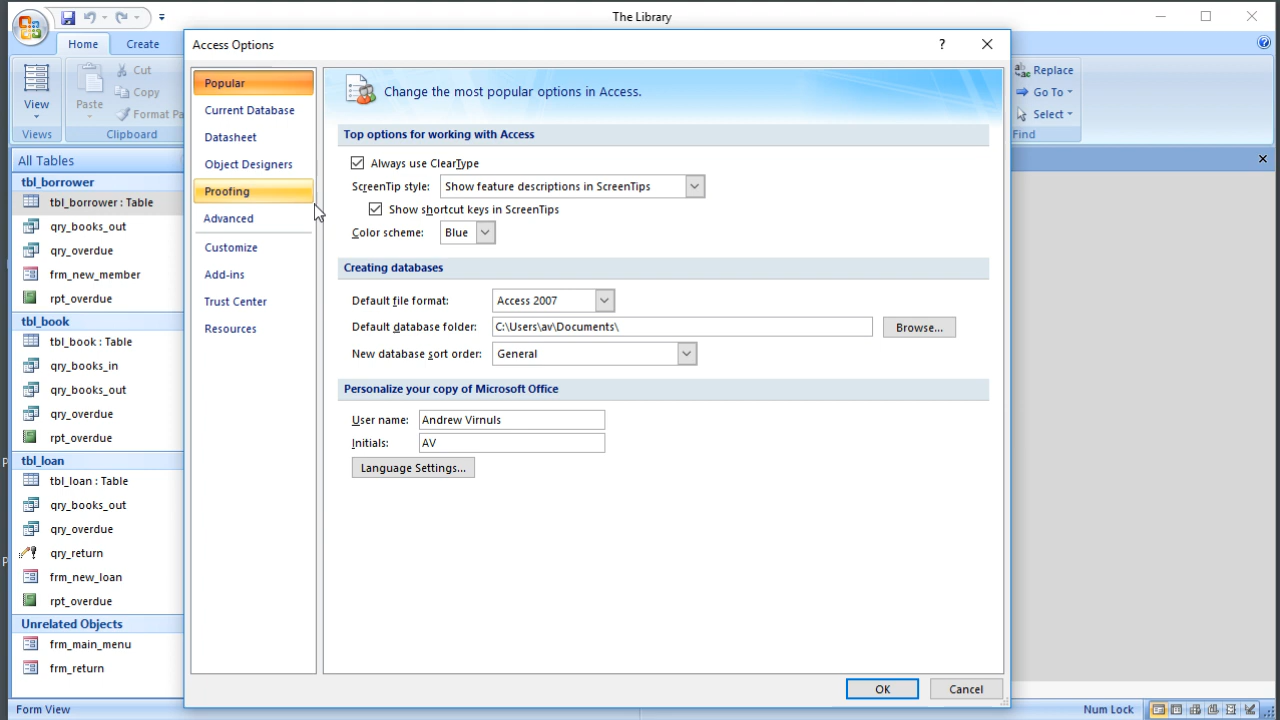 The Library
Home
Create
View
Views
Paste
Cut
Copy
Format Pa
Clipboard
Replace
Go To
Select
Find
All Tables
tbl_borrower
tbl_borrower : Table
qry_books_out
qry_overdue
frm_new_member
rpt_overdue
tbl_book
tbl_book : Table
qry_books_in
qry_books_out
qry_overdue
rpt_overdue
tbl_loan
tbl_loan : Table
qry_books_out
qry_overdue
qry_return
frm_new_loan
rpt_overdue
Unrelated Objects
frm_main_menu
frm_return
Form View
Num Lock
Access Options
?
Popular
Current Database
Datasheet
Object Designers
Proofing
Advanced
Customize
Add-ins
Trust Center
Resources
Change the most popular options in Access.
Top options for working with Access
Always use ClearType
ScreenTip style: Show feature descriptions in ScreenTips
Show shortcut keys in ScreenTips
Color scheme: Blue
Creating databases
Default file format: Access 2007
Default database folder: C:\Users\av\Documents\ Browse...
New database sort order: General
Personalize your copy of Microsoft Office
User name: Andrew Virnuls
Initials: AV
Language Settings...
OK
Cancel